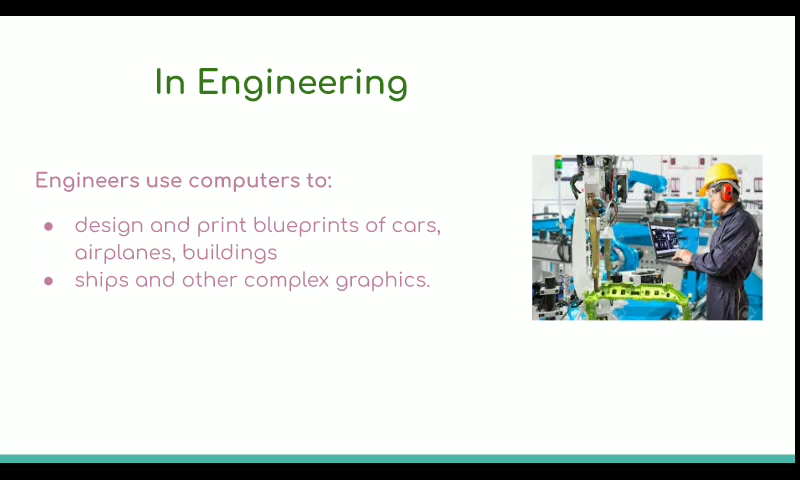 In Engineering
Engineers use computers to:
● design and print blueprints of cars,
airplanes, buildings
● ships and other complex graphics.